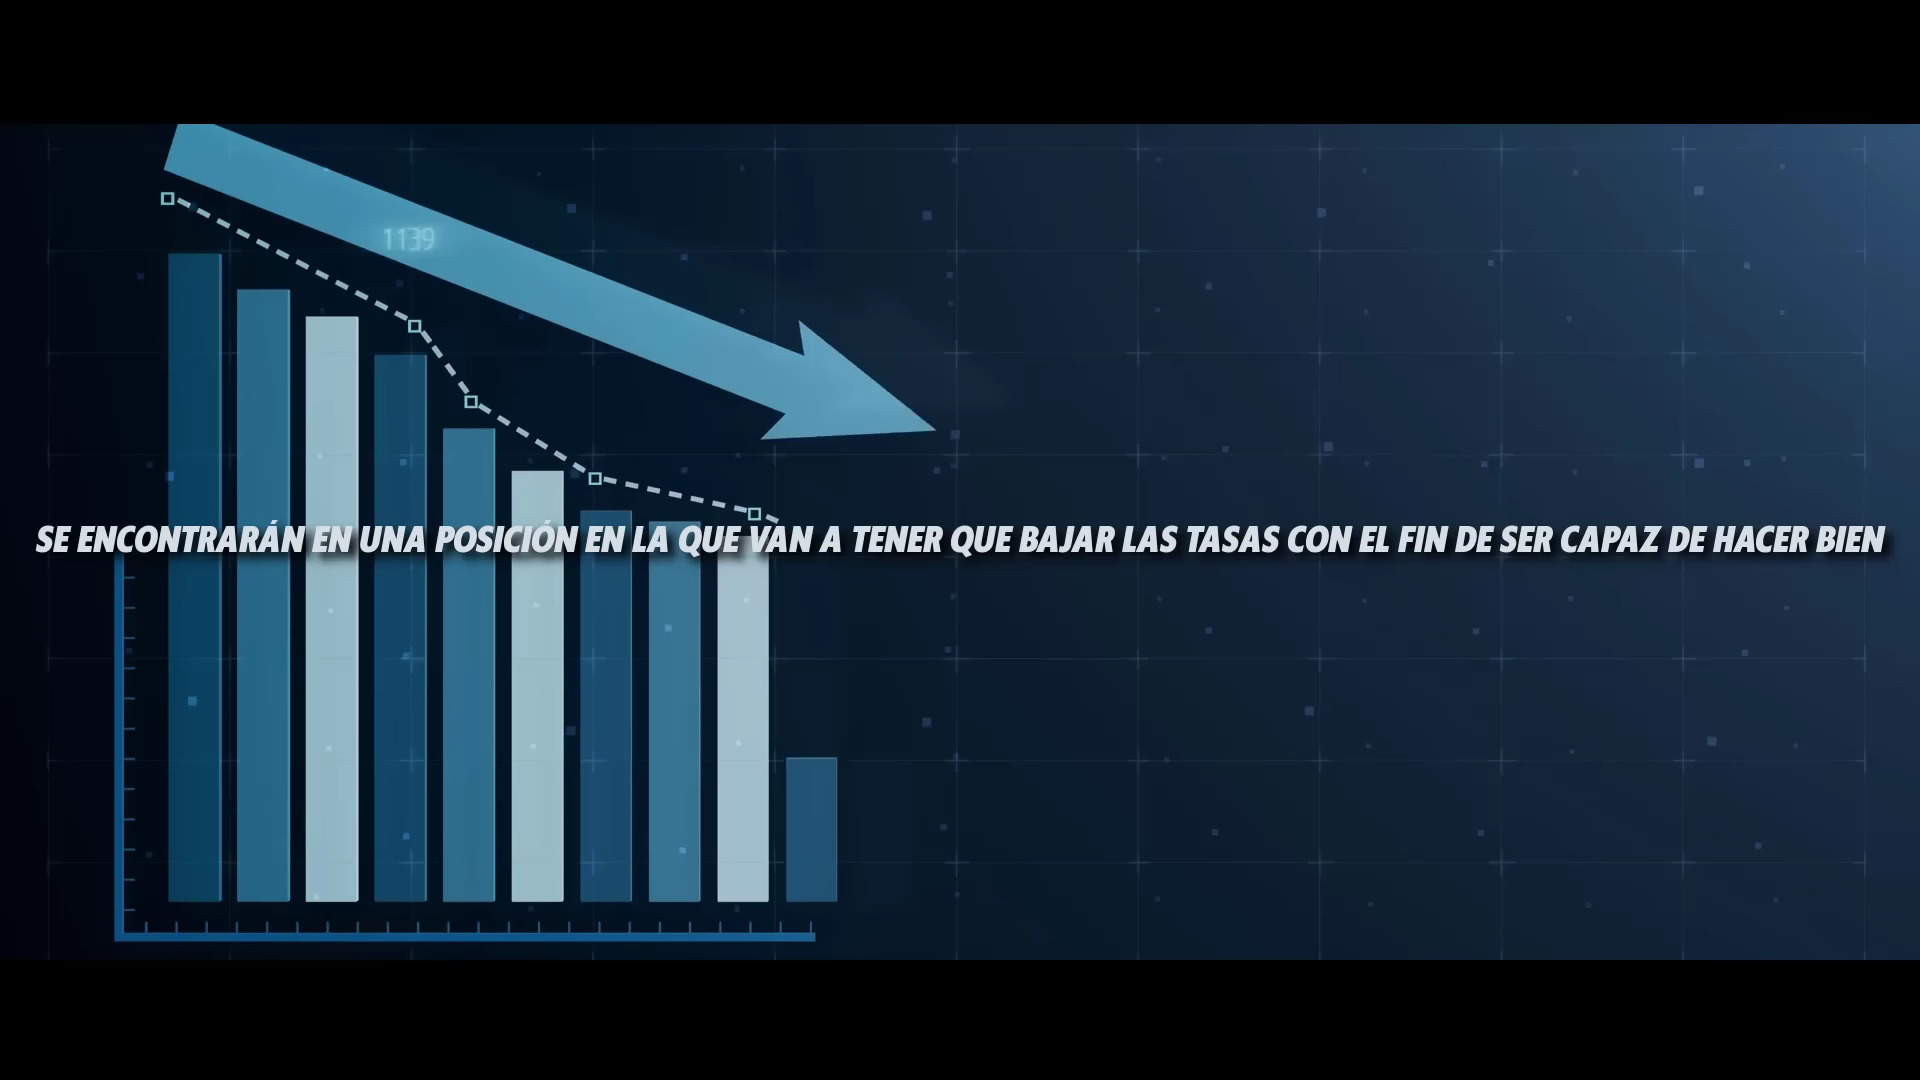 1139
SE ENCONTRARÁN EN UNA POSICIÓN EN LA QUE VAN A TENER QUE BAJAR LAS TASAS CON EL FIN DE SER CAPAZ DE HACER BIEN